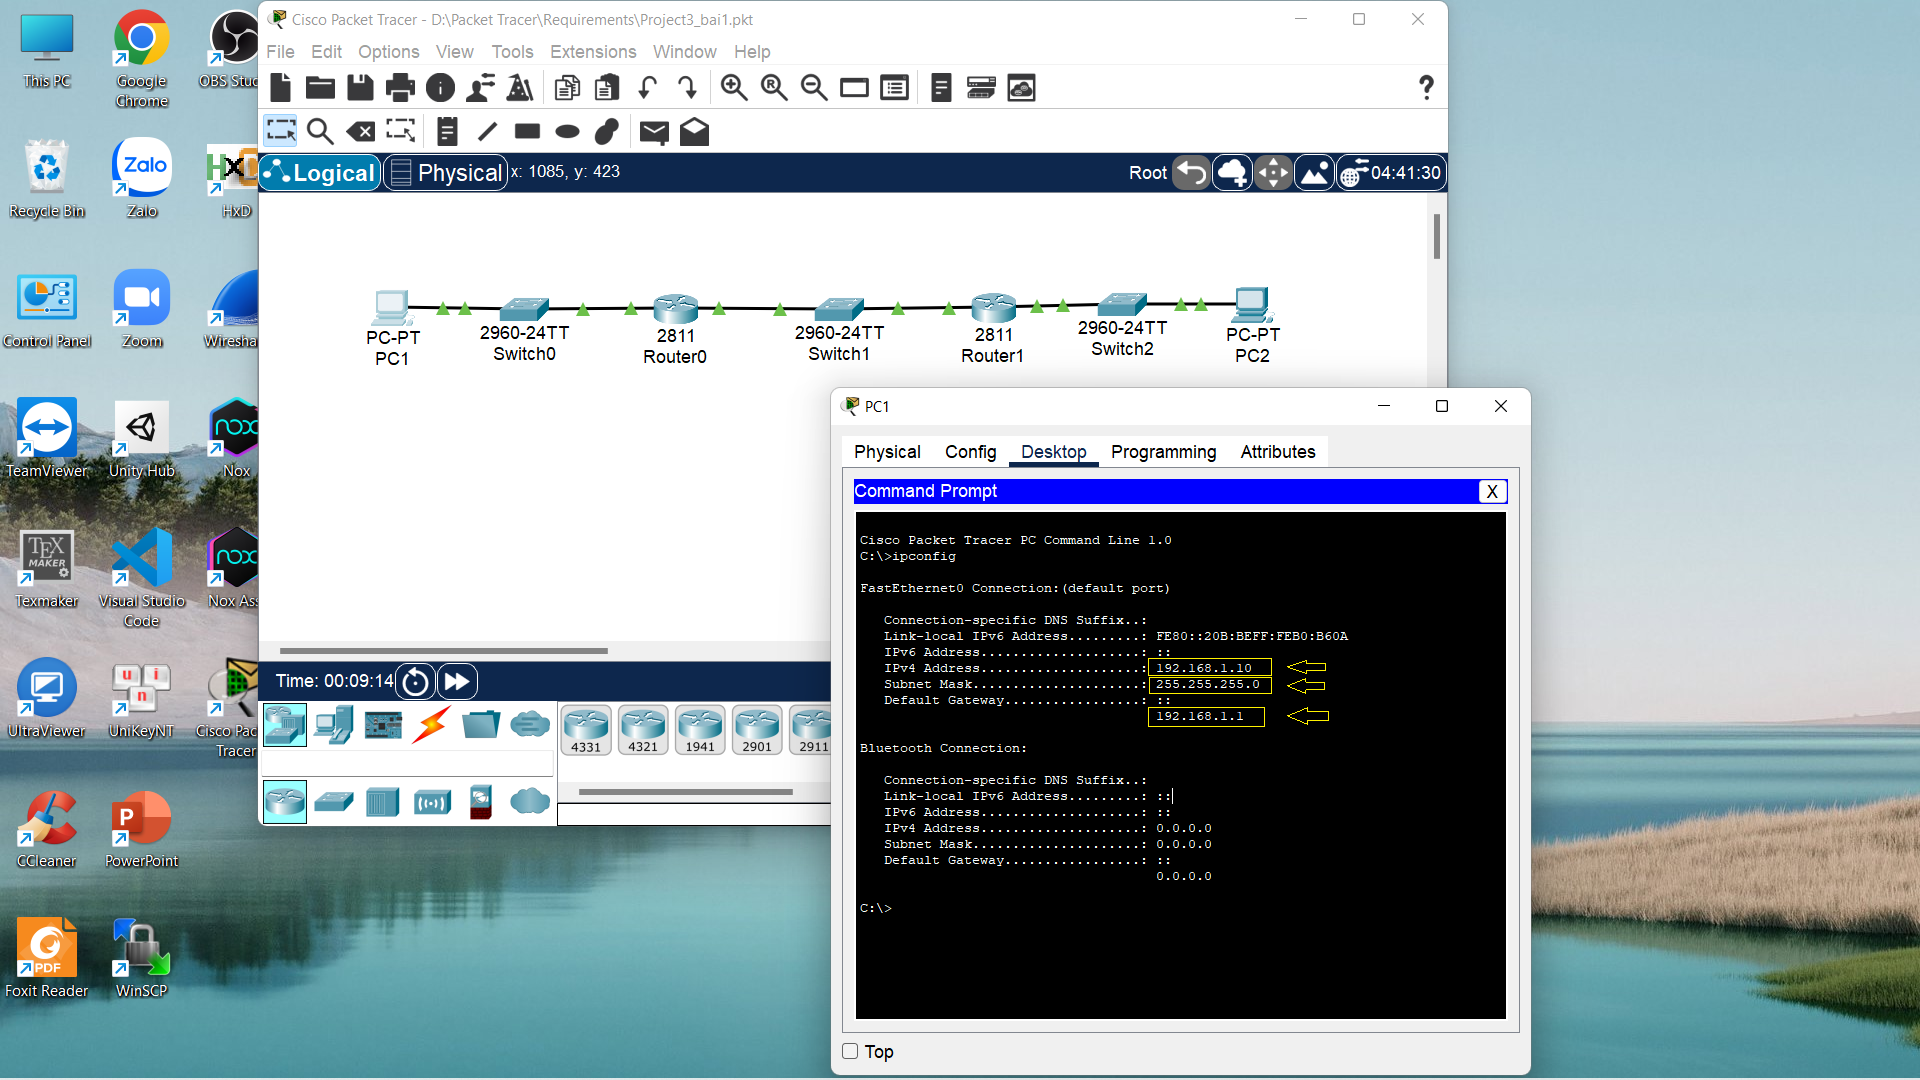 This PC
Google
Chrome
OBS Stud
Recycle Bin
Zalo
Zalo
HxD
HxD
Control Panel
Zoom
Wiresha
TeamViewer
Unity Hub
nox
Nox
TEX
MAKER
Texmaker
Visual Studio
Code
nox
Nox Ass
UltraViewer
u i
n
UniKeyNT
Cisco Pac
Tracer
CCleaner
P
PowerPoint
PDF
Foxit Reader
WinSCP
Cisco Packet Tracer - D:\Packet Tracer\Requirements\Project3_bai1.pkt
File Edit Options View Tools Extensions Window Help
R
?
Logical Physical x: 1085, y: 423
Root 04:41:30
PC-PT
PC1
2960-24TT
Switch0
2811
Router0
2960-24TT
Switch1
2811
Router1
2960-24TT
Switch2
PC-PT
PC2
Time: 00:09:14
4331 4321 1941 2901 2911
PC1
Physical Config Desktop Programming Attributes
Command Prompt X
Cisco Packet Tracer PC Command Line 1.0
C:\>ipconfig
FastEthernet0 Connection:(default port)
Connection-specific DNS Suffix..:
Link-local IPv6 Address.........: FE80::20B:BEFF:FEB0:B60A
IPv6 Address....................: ::
IPv4 Address....................: 192.168.1.10
Subnet Mask.....................: 255.255.255.0
Default Gateway.................: ::
192.168.1.1
Bluetooth Connection:
Connection-specific DNS Suffix..:
Link-local IPv6 Address.........: ::
IPv6 Address....................: ::
IPv4 Address....................: 0.0.0.0
Subnet Mask.....................: 0.0.0.0
Default Gateway.................: ::
0.0.0.0
C:\>
Top